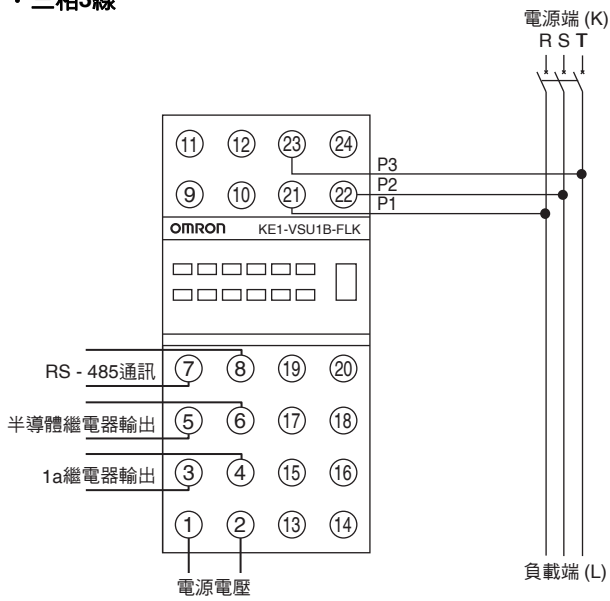 ・三相3線
電源端 (K)
R S T
⑪ ⑫ ㉓ ㉔
P3
P2
⑨ ⑩ ㉑ ㉒
P1
OMRON KE1-VSU1B-FLK
RS - 485通訊
⑦ ⑧ ⑲ ⑳
半導體繼電器輸出
⑤ ⑥ ⑰ ⑱
1a繼電器輸出
③ ④ ⑮ ⑯
① ② ⑬ ⑭
電源電壓
負載端 (L)